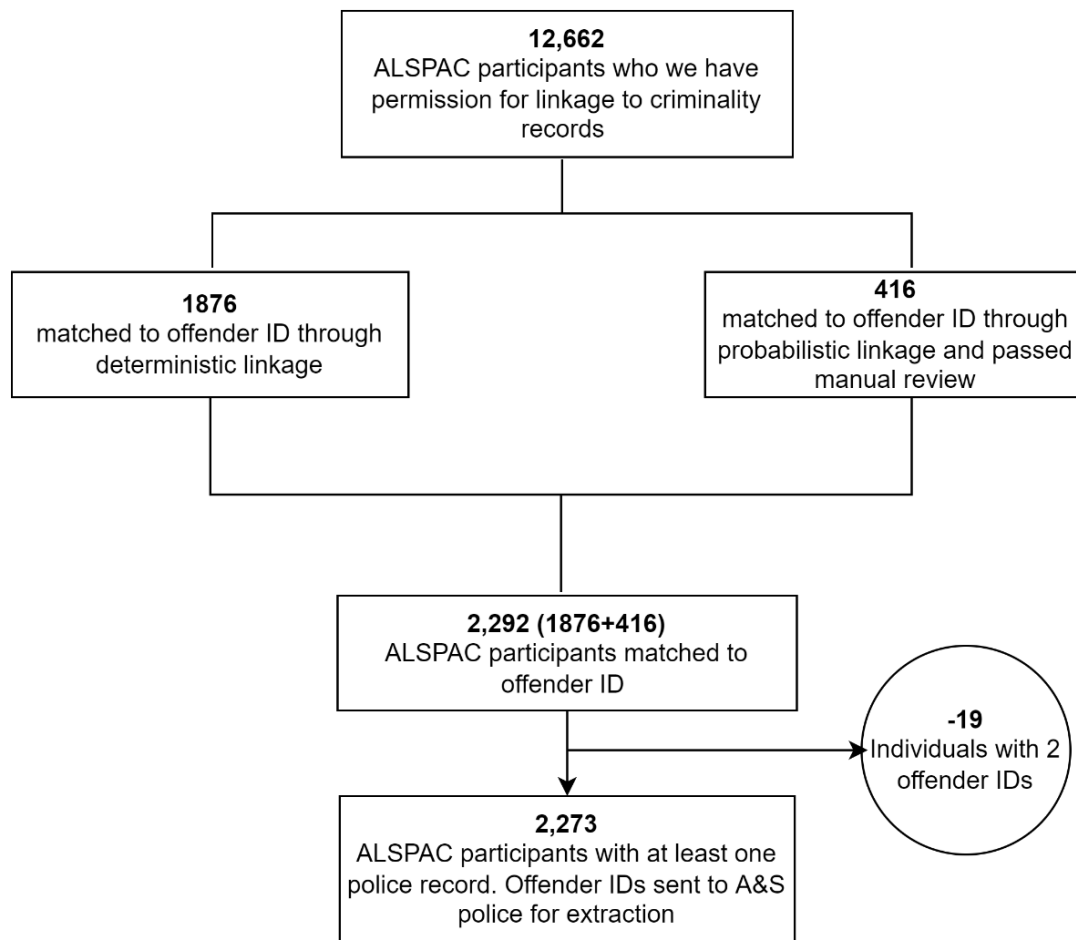 12,662
ALSPAC participants who we have
permission for linkage to criminality
records
1876
matched to offender ID through
deterministic linkage
416
matched to offender ID through
probabilistic linkage and passed
manual review
2,292 (1876+416)
ALSPAC participants matched to
offender ID
-19
Individuals with 2
offender IDs
2,273
ALSPAC participants with at least one
police record. Offender IDs sent to A&S
police for extraction